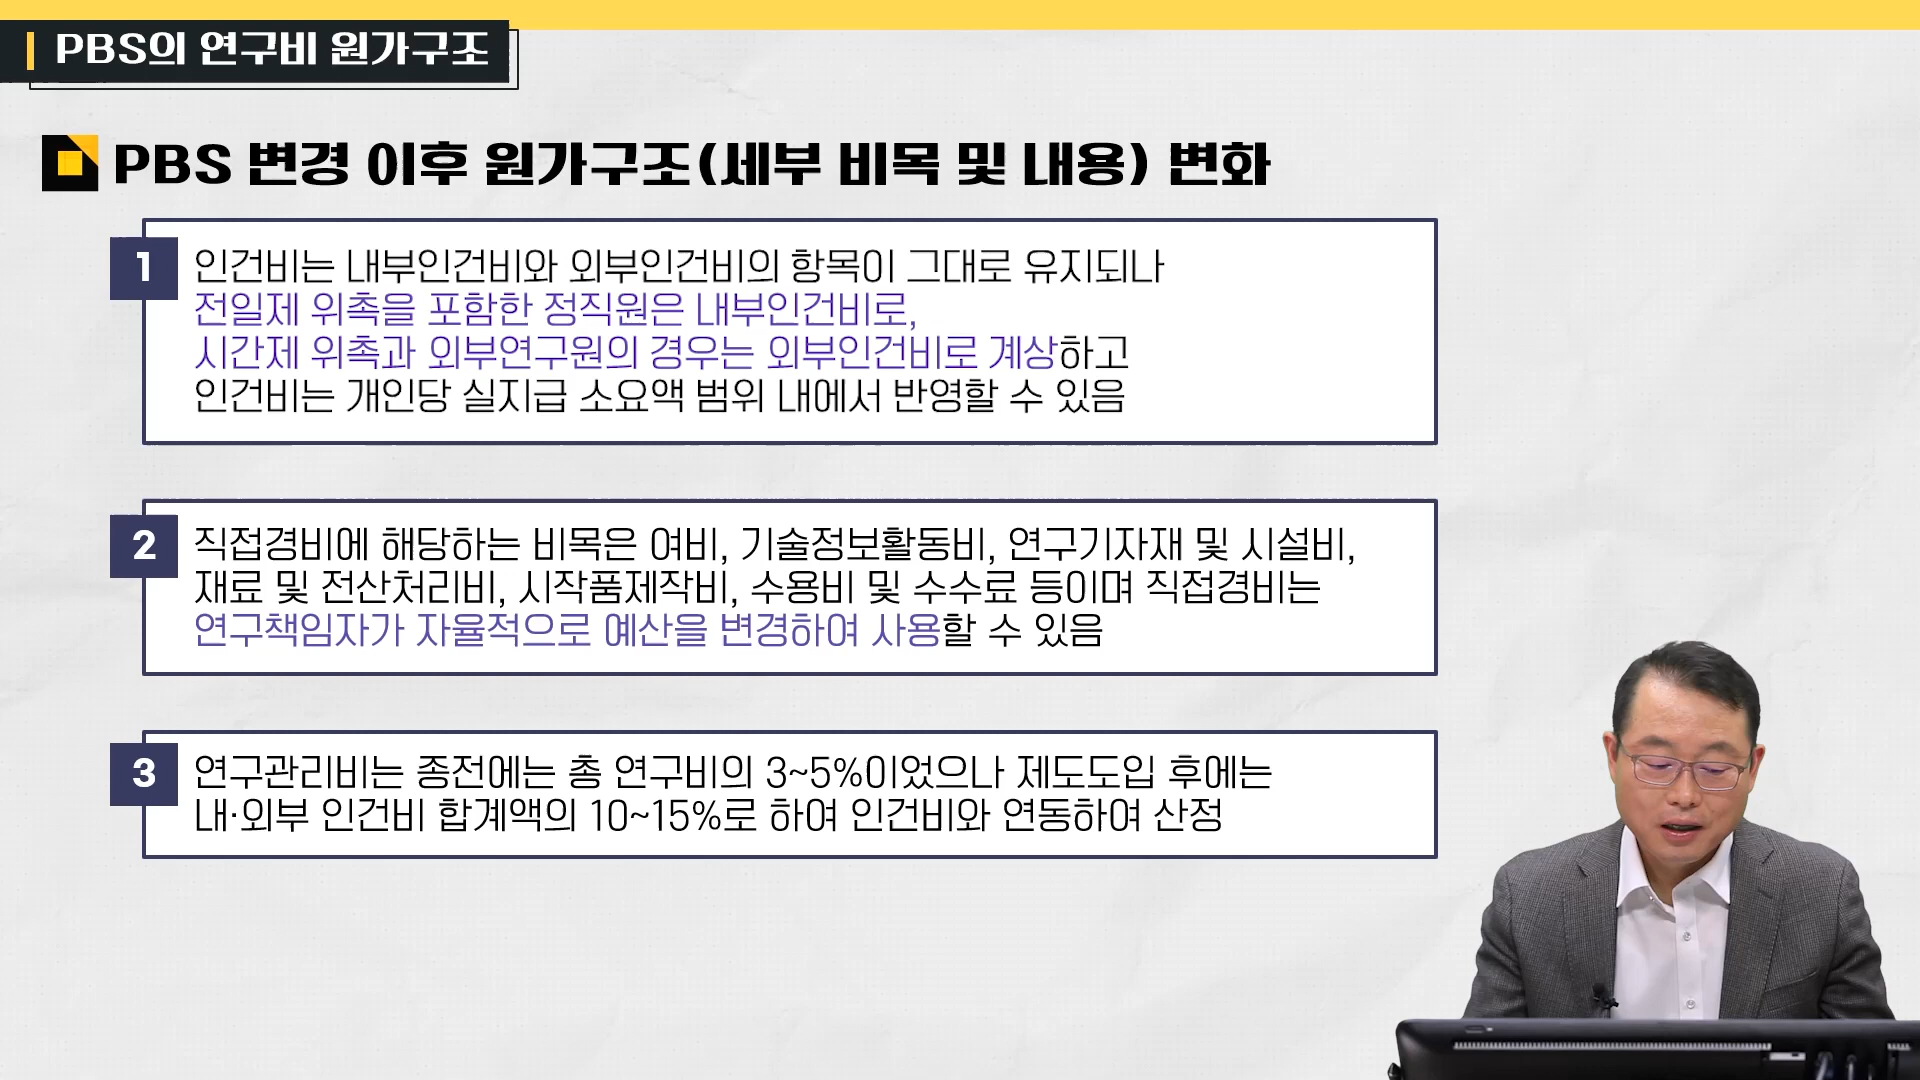 PBS의 연구비 원가구조
PBS 변경 이후 원가구조(세부 비목 및 내용) 변화
1
인건비는 내부인건비와 외부인건비의 항목이 그대로 유지되나
전일제 위촉을 포함한 정직원은 내부인건비로,
시간제 위촉과 외부연구원의 경우는 외부인건비로 계상하고
인건비는 개인당 실지급 소요액 범위 내에서 반영할 수 있음
2
직접경비에 해당하는 비목은 여비, 기술정보활동비, 연구기자재 및 시설비,
재료 및 전산처리비, 시작품제작비, 수용비 및 수수료 등이며 직접경비는
연구책임자가 자율적으로 예산을 변경하여 사용할 수 있음
3
연구관리비는 종전에는 총 연구비의 3~5%이었으나 제도도입 후에는
내·외부 인건비 합계액의 10~15%로 하여 인건비와 연동하여 산정